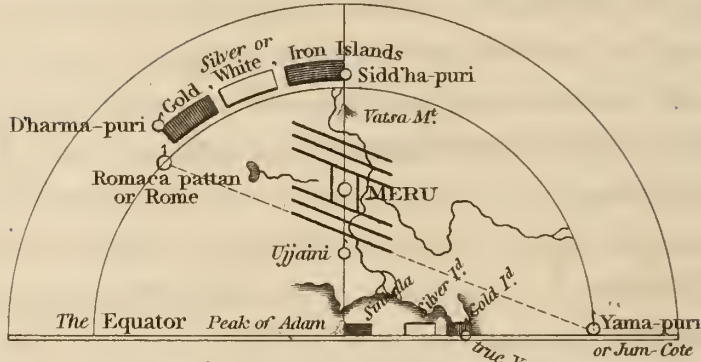 Gold, Silver or White, Iron Islands
Sidd'ha-puri
D'harma-puri
Vatsa Mt.
1
Romaca pattan
or Rome
MERU
Ujjaini
Silver Id.
Gold Id.
The Equator
Peak of Adam
Yama-puri
or Jum-Cote
true